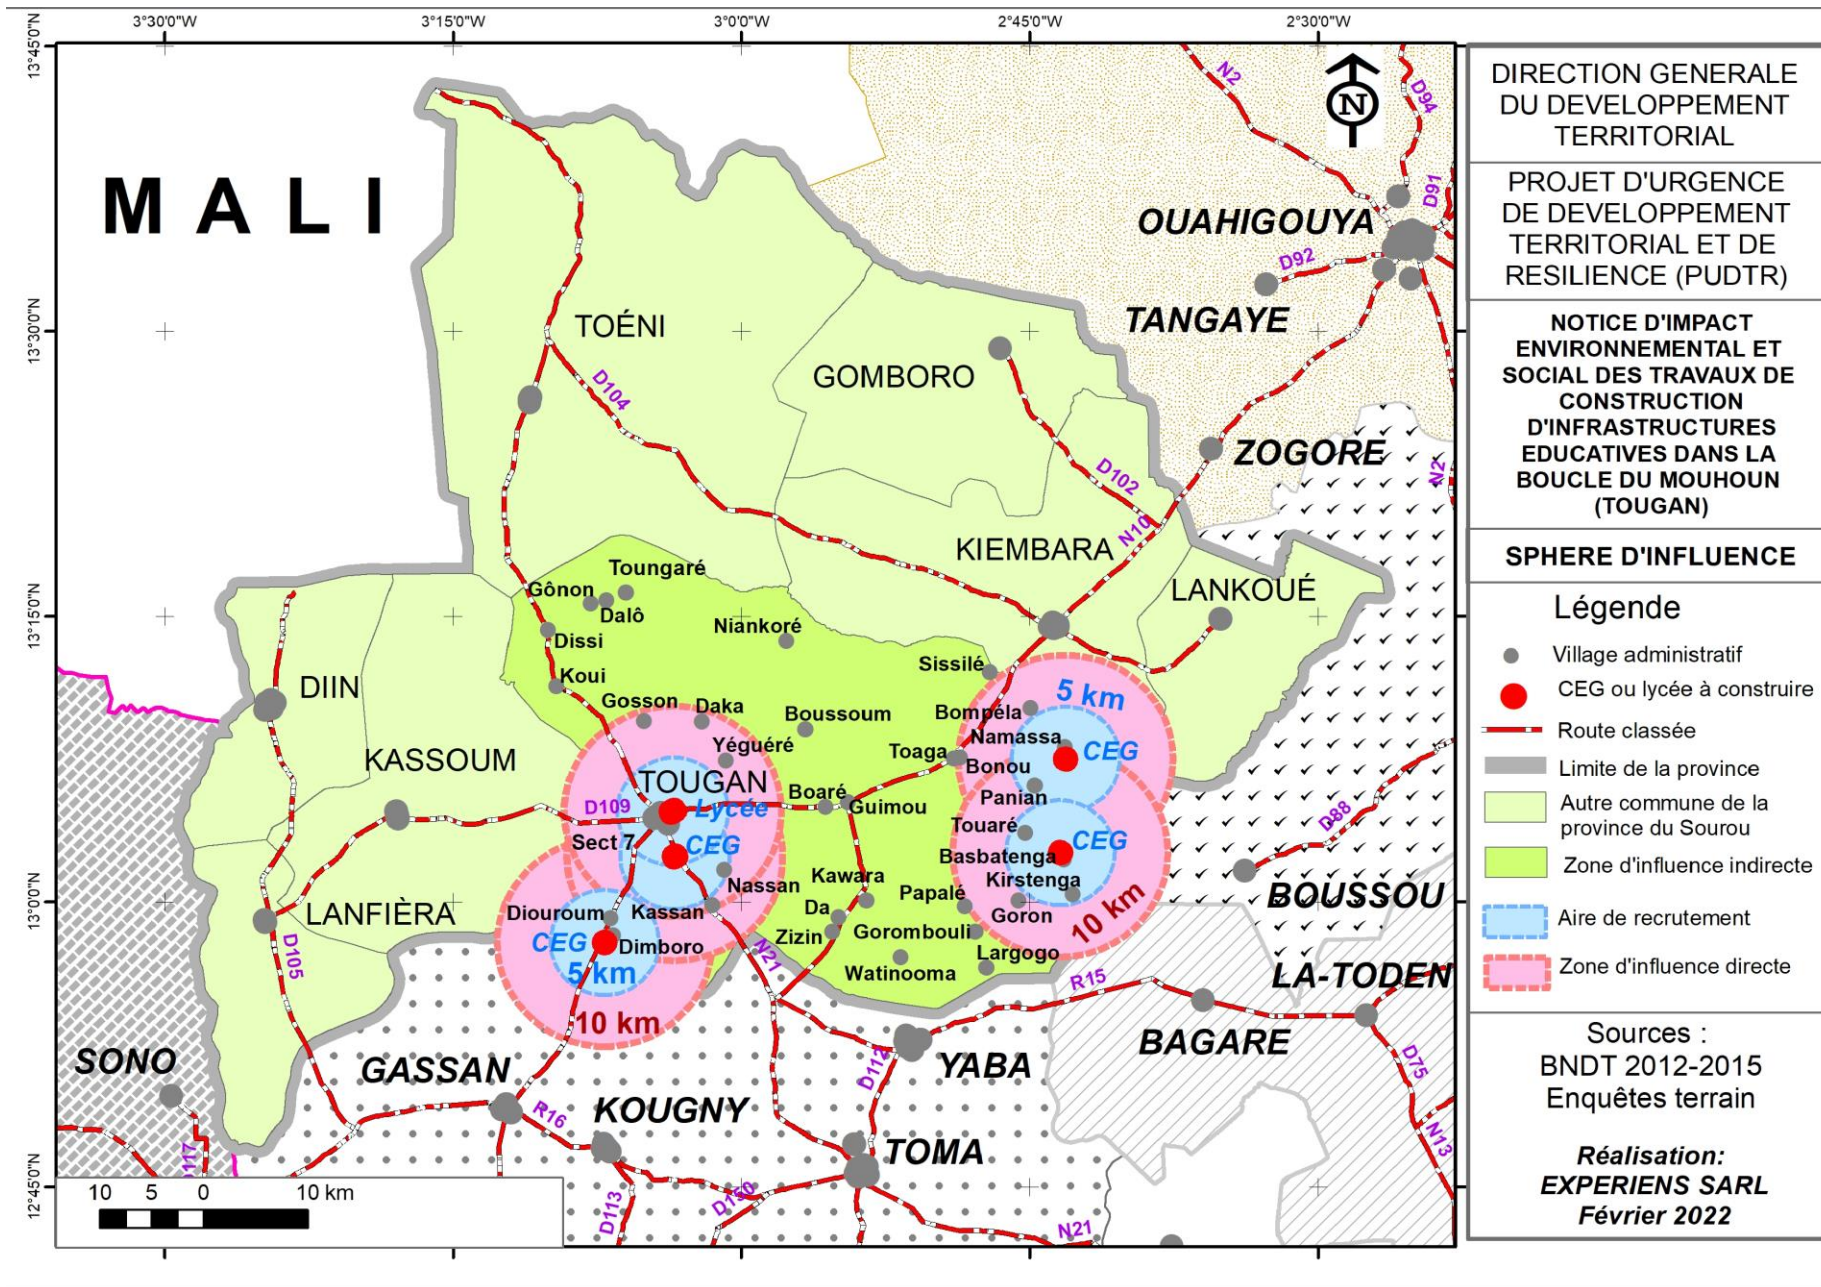 3°30'0"W
3°15'0"W
3°0'0"W
2°45'0"W
2°30'0"W
13°45'0"N
13°30'0"N
13°15'0"N
13°0'0"N
12°45'0"N
MALI
N2
D94
D91
OUAHIGOUYA
D92
TANGAYE
TOÉNI
GOMBORO
D104
ZOGORE
D102
N2
N10
KIEMBARA
LANKOUÉ
Toungaré
Gônon
Dalô
Niankoré
Dissi
Sissilé
Koui
DIIN
Gosson
Daka
Boussoum
Bompéla
5 km
Namassa
CEG
Yéguéré
Toaga
Bonou
KASSOUM
TOUGAN
Boaré
Panian
D109
Lycée
Guimou
Touaré
Sect 7
CEG
CEG
Basbatenga
D88
Kawara
Kirstenga
Nassan
Papalé
BOUSSOU
LANFIÈRA
Diouroum
Kassan
Da
Goron
10 km
CEG
Dimboro
Zizin
Gorombouli
D105
N21
Largogo
5 km
Watinooma
LA-TODEN
R15
10 km
BAGARE
SONO
GASSAN
D112
YABA
D75
R16
KOUGNY
TOMA
N13
D117
D113
D150
N21
10 5 0 10 km
DIRECTION GENERALE
DU DEVELOPPEMENT
TERRITORIAL
PROJET D'URGENCE
DE DEVELOPPEMENT
TERRITORIAL ET DE
RESILIENCE (PUDTR)
NOTICE D'IMPACT
ENVIRONNEMENTAL ET
SOCIAL DES TRAVAUX DE
CONSTRUCTION
D'INFRASTRUCTURES
EDUCATIVES DANS LA
BOUCLE DU MOUHOUN
(TOUGAN)
SPHERE D'INFLUENCE
Légende
Village administratif
CEG ou lycée à construire
Route classée
Limite de la province
Autre commune de la
province du Sourou
Zone d'influence indirecte
Aire de recrutement
Zone d'influence directe
Sources :
BNDT 2012-2015
Enquêtes terrain
Réalisation:
EXPERIENS SARL
Février 2022
N